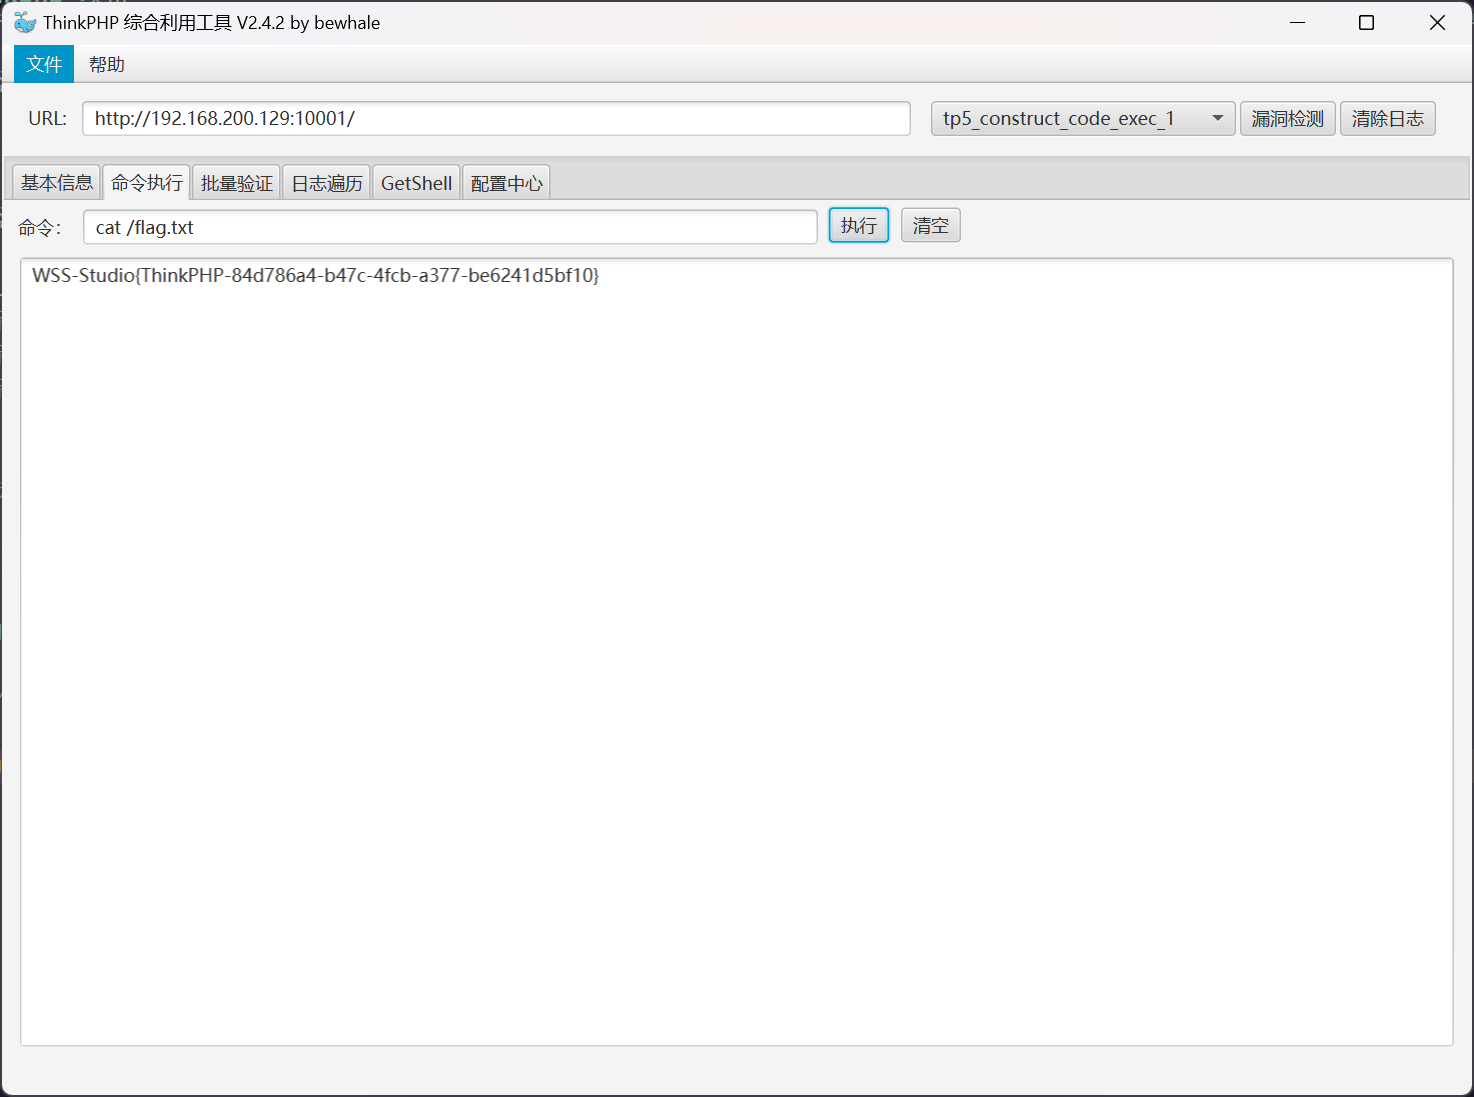 ThinkPHP 综合利用工具 V2.4.2 by bewhale
文件 帮助
URL: http://192.168.200.129:10001/ tp5_construct_code_exec_1 漏洞检测 清除日志
基本信息 命令执行 批量验证 日志遍历 GetShell 配置中心
命令: cat /flag.txt 执行 清空
WSS-Studio{ThinkPHP-84d786a4-b47c-4fcb-a377-be6241d5bf10}